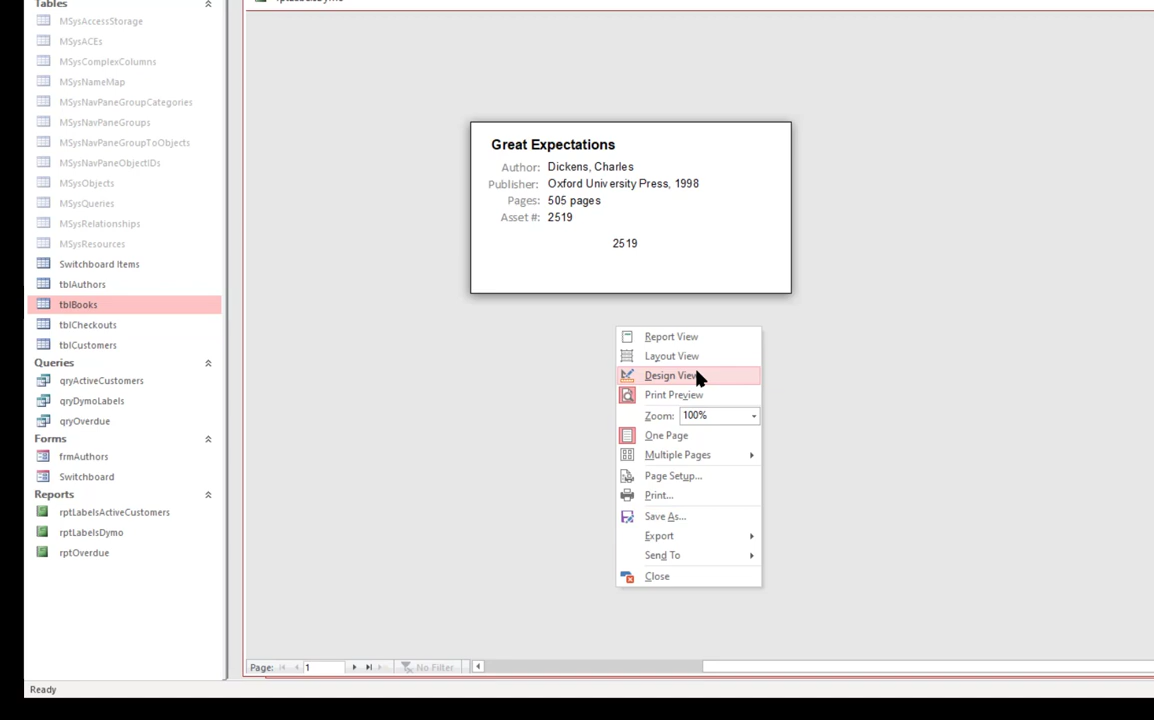 Tables
MSysAccessStorage
MSysACEs
MSysComplexColumns
MSysNameMap
MSysNavPaneGroupCategories
MSysNavPaneGroups
MSysNavPaneGroupToObjects
MSysNavPaneObjectIDs
MSysObjects
MSysQueries
MSysRelationships
MSysResources
Switchboard Items
tblAuthors
tblBooks
tblCheckouts
tblCustomers
Queries
qryActiveCustomers
qryDymoLabels
qryOverdue
Forms
frmAuthors
Switchboard
Reports
rptLabelsActiveCustomers
rptLabelsDymo
rptOverdue
rptLabelsDymo
Great Expectations
Author: Dickens, Charles
Publisher: Oxford University Press, 1998
Pages: 505 pages
Asset #: 2519
2519
Report View
Layout View
Design View
Print Preview
Zoom: 100%
One Page
Multiple Pages
Page Setup...
Print...
Save As...
Export
Send To
Close
Page: 1 No Filter
Ready